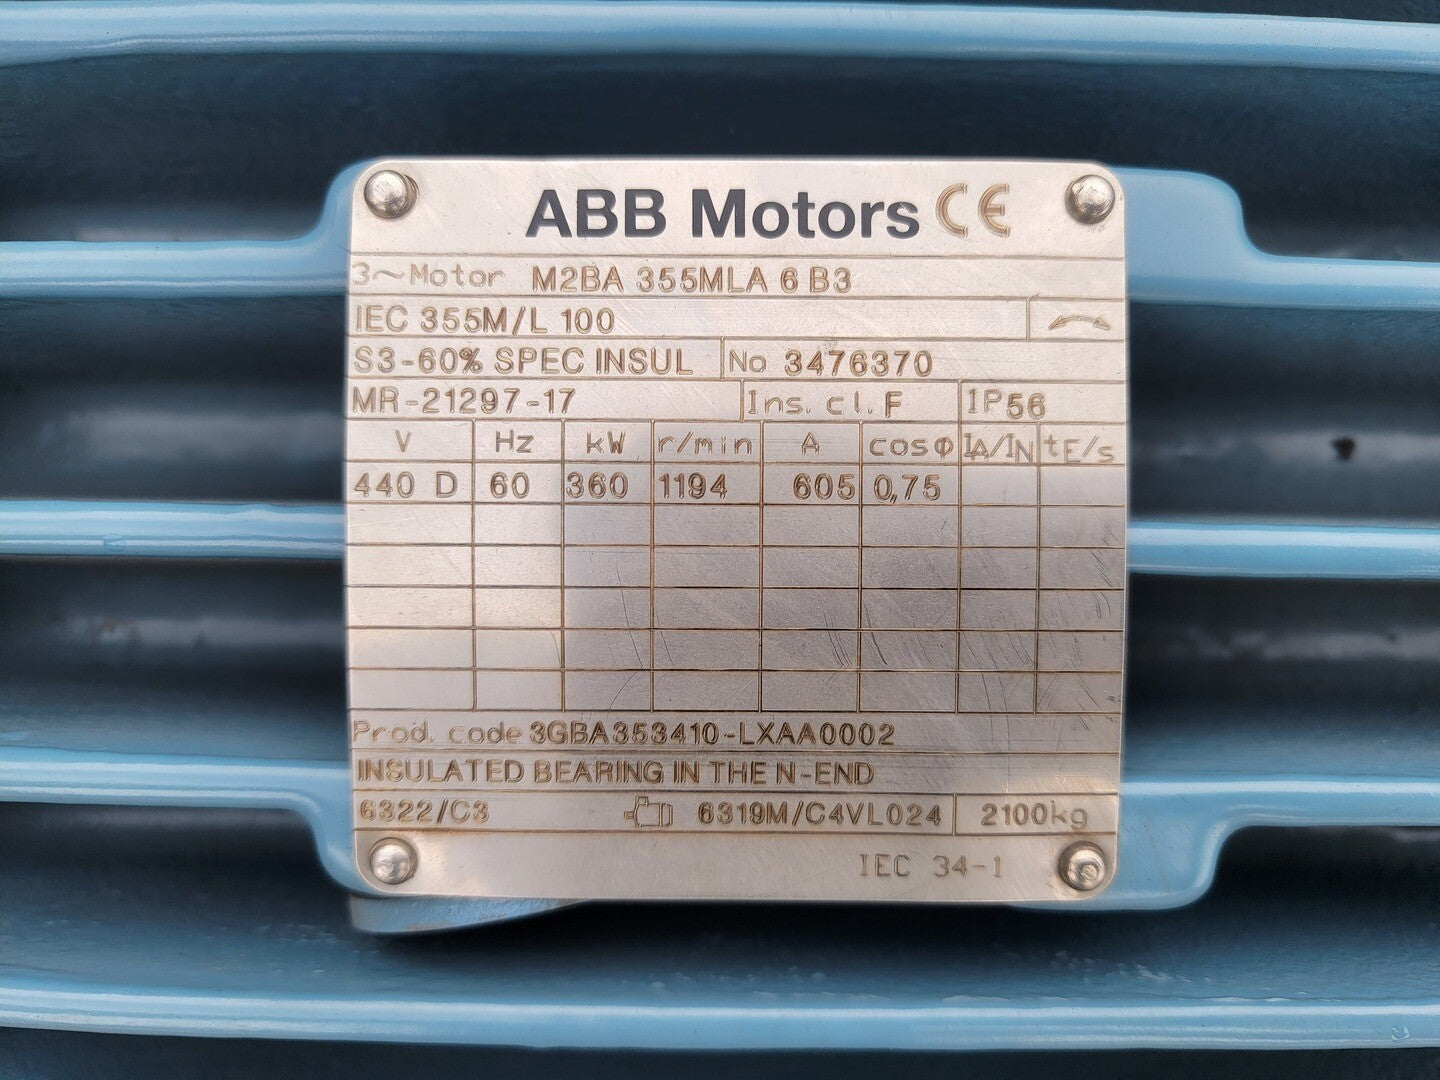 ABB Motors CE
3~Motor M2BA 355MLA 6 B3
IEC 355M/L 100
S3-60% SPEC INSUL No 3476370
MR-21297-17 Ins. cl. F IP56
V Hz kW r/min A cosΦ IA/IN tE/s
440 D 60 360 1194 605 0,75
Prod. code 3GBA353410-LXAA0002
INSULATED BEARING IN THE N-END
6322/C3 6319M/C4VL024 2100kg
IEC 34-1